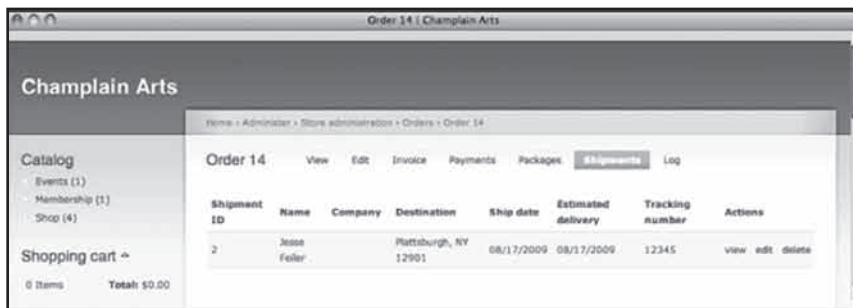 Order 14 | Champlain Arts
Champlain Arts
Home › Administer › Store administration › Orders › Order 14
Catalog
Events (1)
Membership (1)
Shop (4)
Shopping cart
0 Items Total: $0.00
Order 14 View Edit Invoice Payments Packages Shipments Log
Shipment ID Name Company Destination Ship date Estimated delivery Tracking number Actions
2 Jesse Feiler Plattsburgh, NY 12901 08/17/2009 08/17/2009 12345 view edit delete